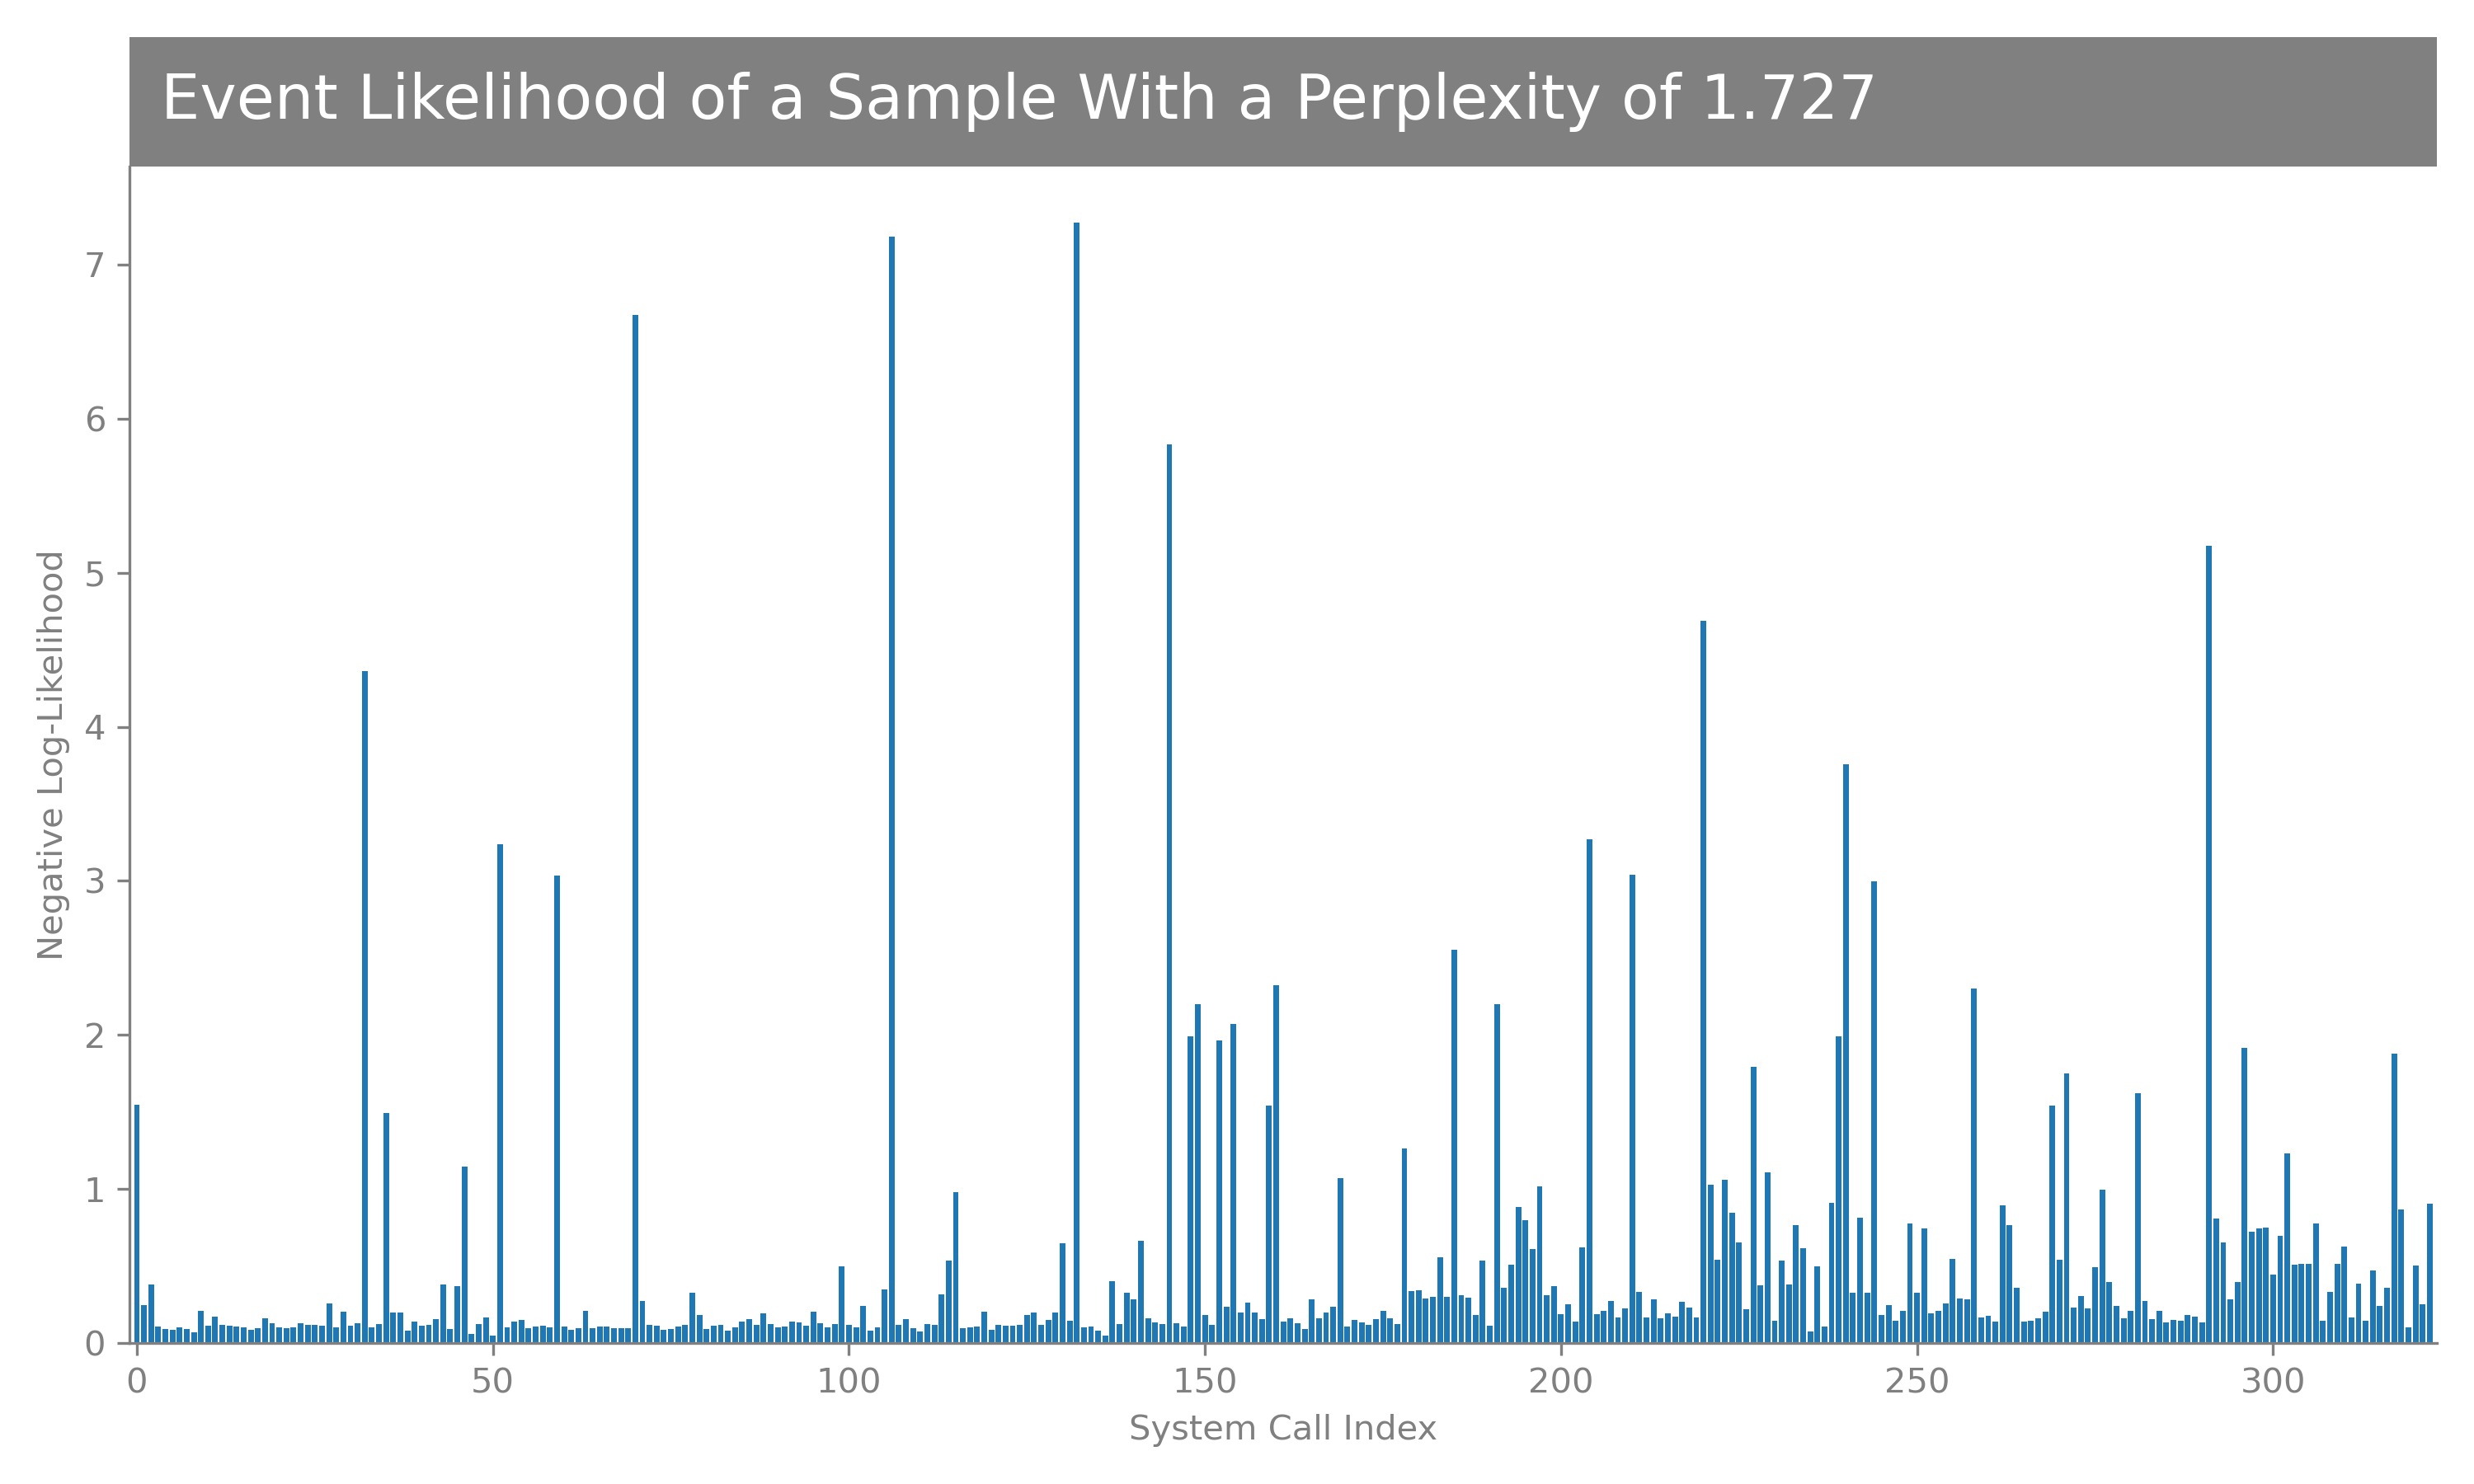 Event Likelihood of a Sample With a Perplexity of 1.727
7
6
5
4
3
2
1
0
Negative Log-Likelihood
0 50 100 150 200 250 300
System Call Index